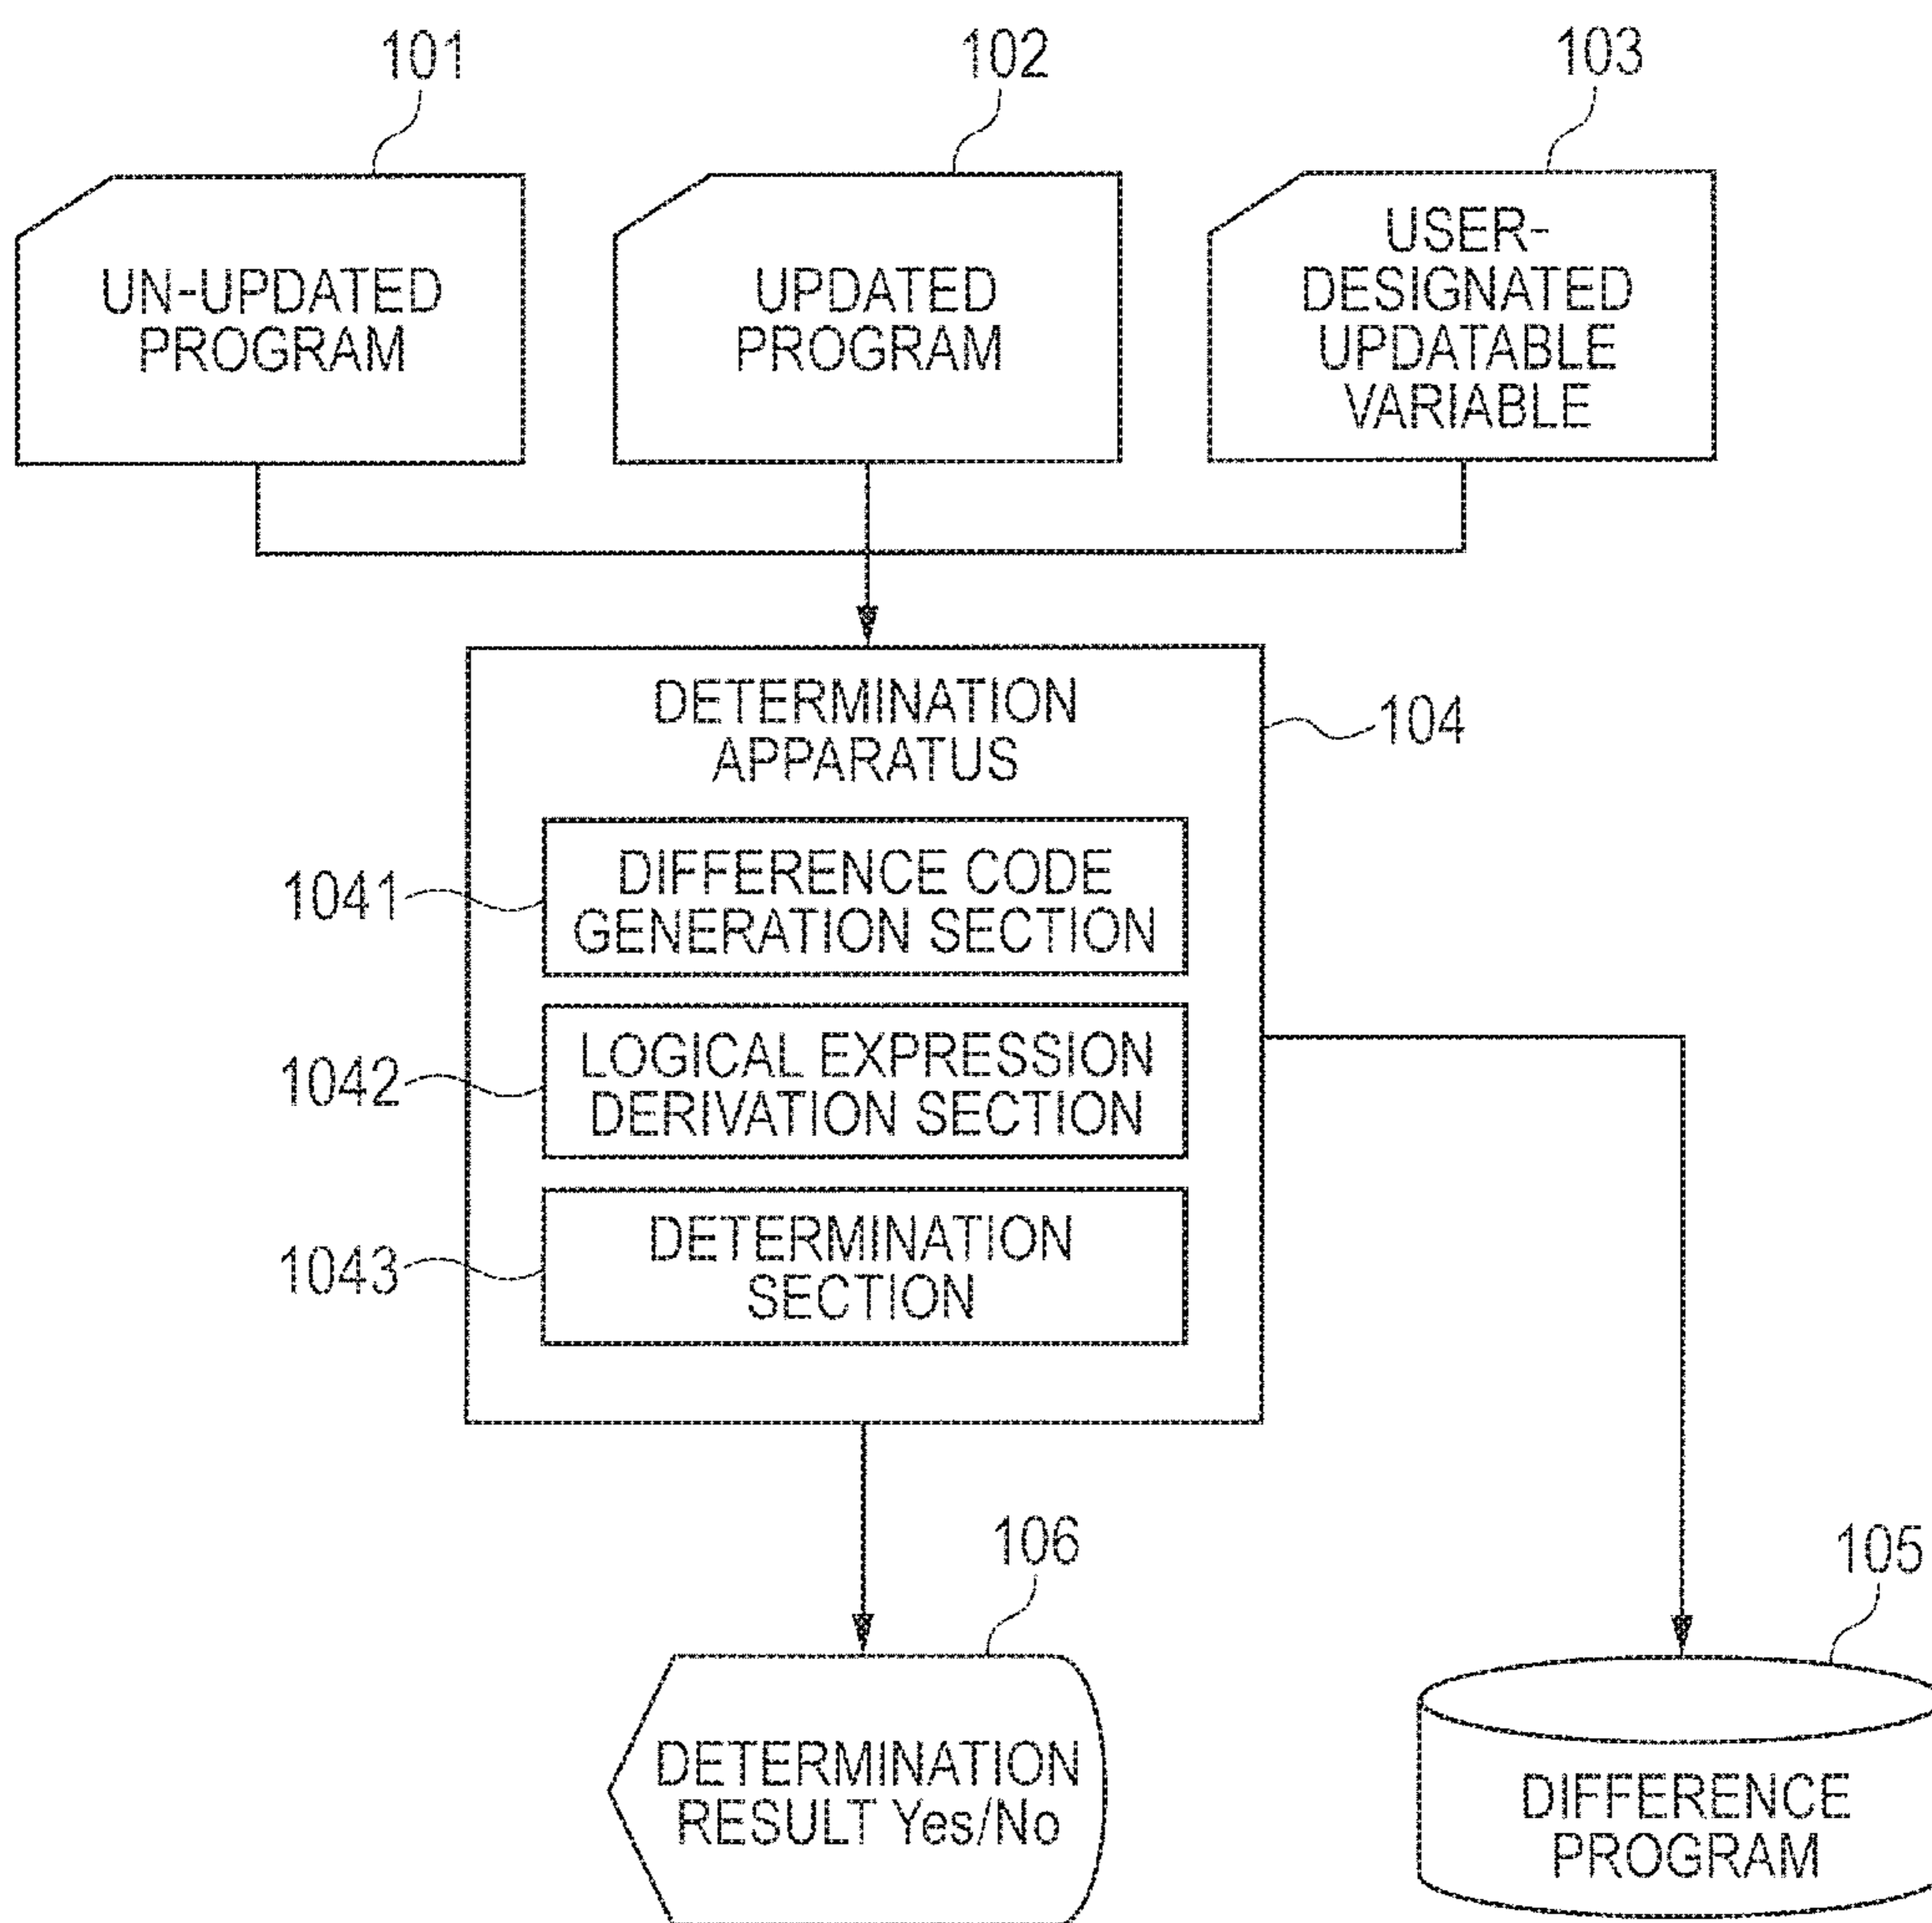 101
102
103
UN-UPDATED
PROGRAM
UPDATED
PROGRAM
USER-
DESIGNATED
UPDATABLE
VARIABLE
DETERMINATION
APPARATUS
104
1041
DIFFERENCE CODE
GENERATION SECTION
1042
LOGICAL EXPRESSION
DERIVATION SECTION
1043
DETERMINATION
SECTION
106
105
DETERMINATION
RESULT Yes/No
DIFFERENCE
PROGRAM